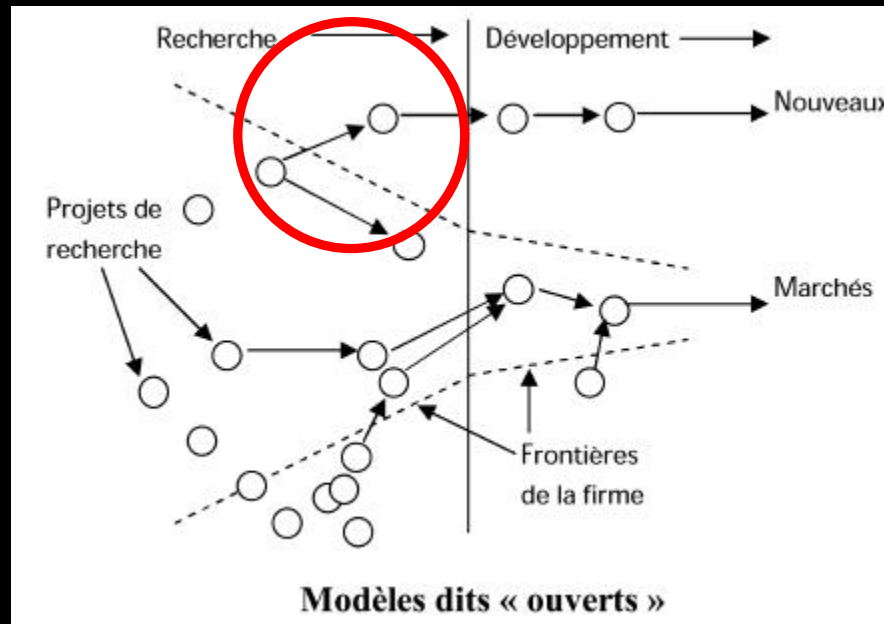 Recherche
Développement
Nouveaux
Projets de
recherche
Marchés
Frontières
de la firme
Modèles dits « ouverts »